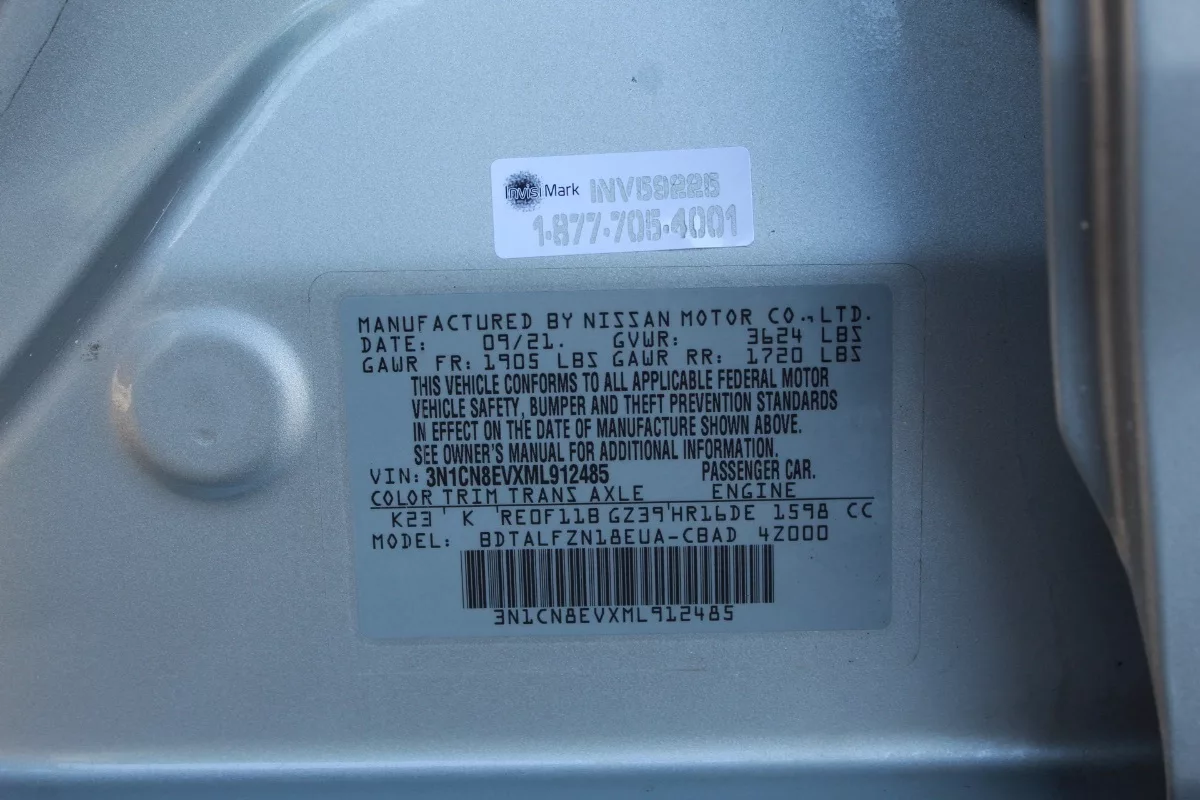 InvisiMark INV59225
1-877-705-4001
MANUFACTURED BY NISSAN MOTOR CO., LTD.
DATE: 09/21. GVWR: 3624 LBS
GAWR FR: 1905 LBS GAWR RR: 1720 LBS
THIS VEHICLE CONFORMS TO ALL APPLICABLE FEDERAL MOTOR
VEHICLE SAFETY, BUMPER AND THEFT PREVENTION STANDARDS
IN EFFECT ON THE DATE OF MANUFACTURE SHOWN ABOVE.
SEE OWNER'S MANUAL FOR ADDITIONAL INFORMATION.
VIN: 3N1CN8EVXML912485 PASSENGER CAR.
COLOR TRIM TRANS AXLE ENGINE
K23 K RE0F11B GZ39 HR16DE 1598 CC
MODEL: BDTALFZN18EUA-CBAD 4Z000
3N1CN8EVXML912485